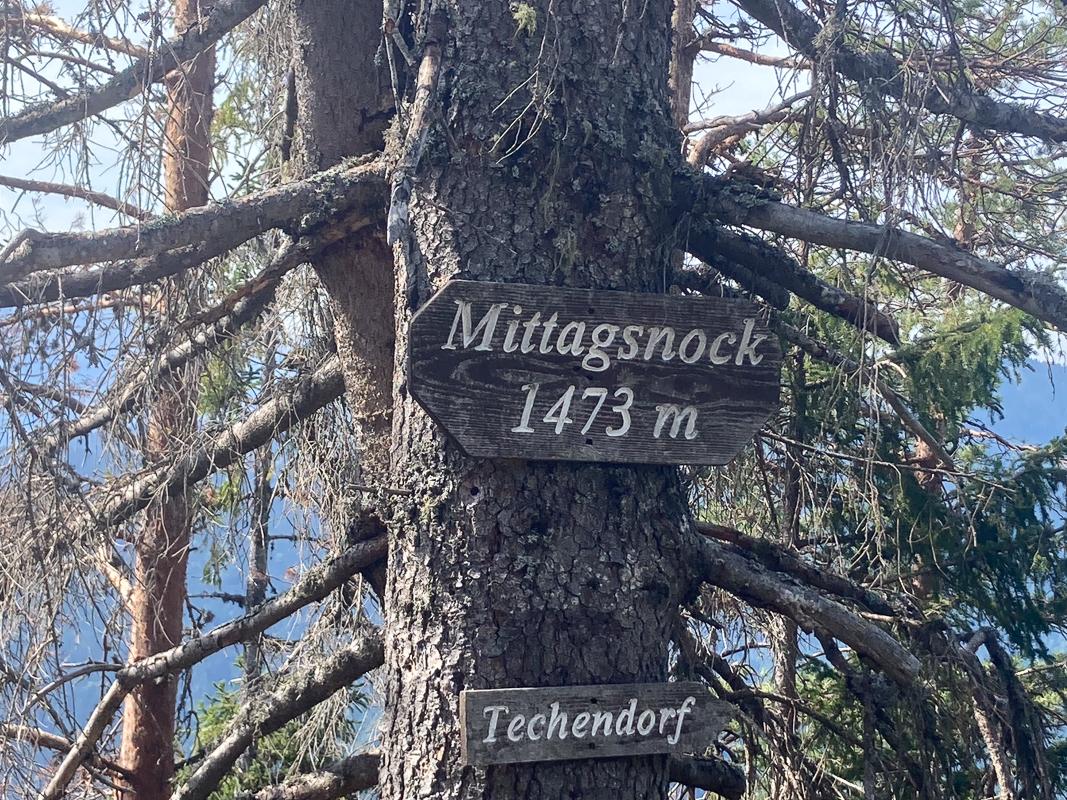 Mittagsnock
1473 m
Techendorf